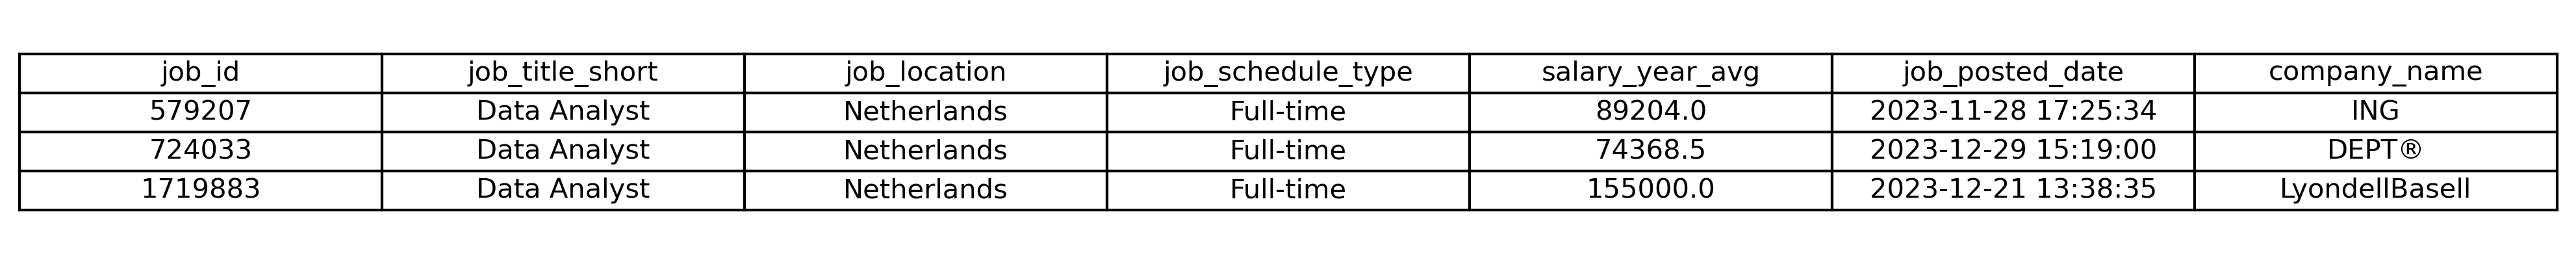 job_id job_title_short job_location job_schedule_type salary_year_avg job_posted_date company_name
579207 Data Analyst Netherlands Full-time 89204.0 2023-11-28 17:25:34 ING
724033 Data Analyst Netherlands Full-time 74368.5 2023-12-29 15:19:00 DEPT®
1719883 Data Analyst Netherlands Full-time 155000.0 2023-12-21 13:38:35 LyondellBasell